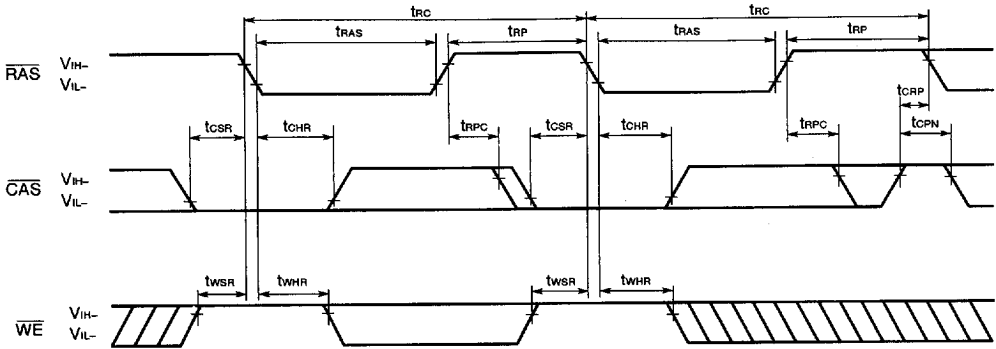 tRC tRC
tRAS tRP tRAS tRP
RAS VIH–
VIL–
tCRP
tCSR tCHR tRPC tCSR tCHR tRPC tCPN
CAS VIH–
VIL–
tWSR tWHR tWSR tWHR
WE VIH–
VIL–